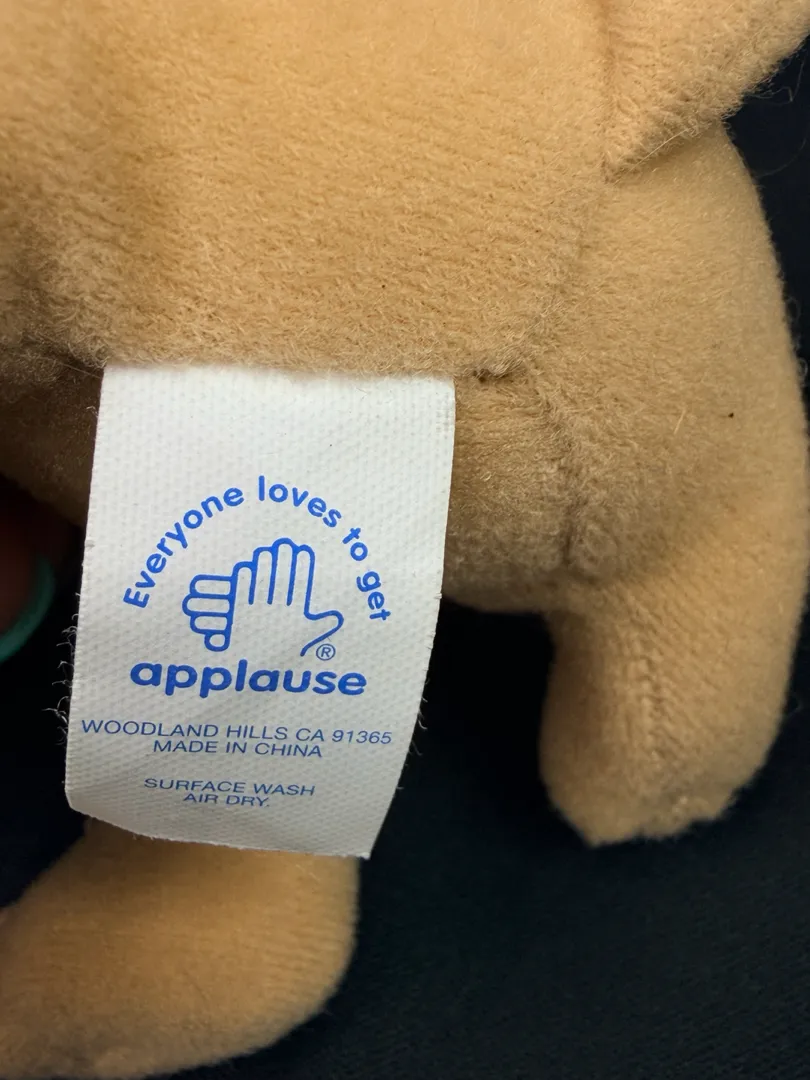 Everyone loves to get
®
applause
WOODLAND HILLS CA 91365
MADE IN CHINA
SURFACE WASH
AIR DRY.